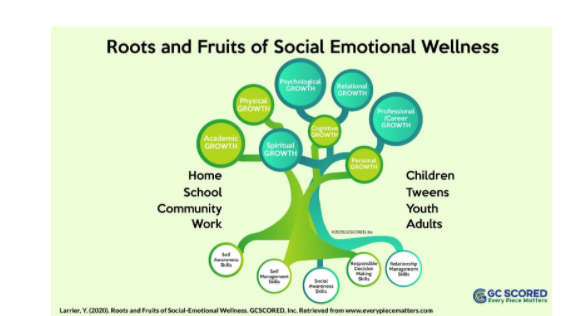 Roots and Fruits of Social Emotional Wellness
Psychological
GROWTH
Relational
GROWTH
Physical
GROWTH
Professional
/Career
GROWTH
Cognitive
GROWTH
Academic
GROWTH
Spiritual
GROWTH
Personal
GROWTH
Home
School
Community
Work
Children
Tweens
Youth
Adults
©2020,GCSCORED, Inc
Self
Awareness
Skills
Self
Management
Skills
Social
Awareness
Skills
Responsible
Decision
Making
Skills
Relationship
Management
Skills
GC SCORED
Every Piece Matters
Larrier, Y. (2020). Roots and Fruits of Social-Emotional Wellness. GCSCORED, Inc. Retrieved from www.everypiecematters.com